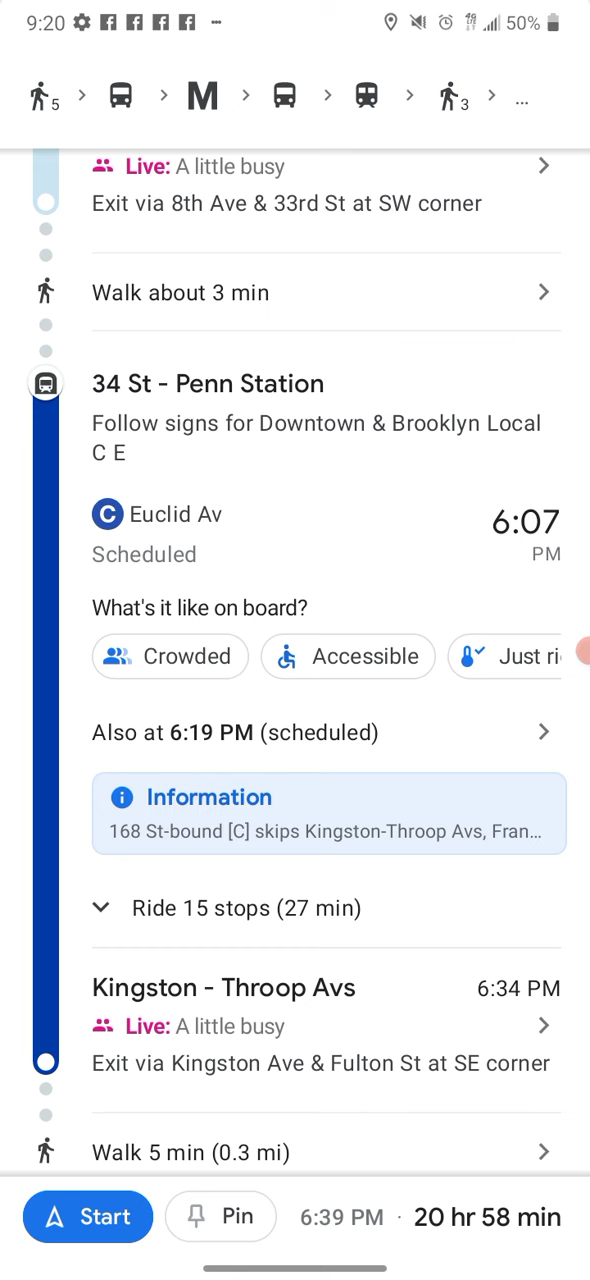 9:20 50%
5 M 3 ...
Live: A little busy
Exit via 8th Ave & 33rd St at SW corner
Walk about 3 min
34 St - Penn Station
Follow signs for Downtown & Brooklyn Local
C E
C Euclid Av 6:07
Scheduled PM
What's it like on board?
Crowded Accessible Just ri
Also at 6:19 PM (scheduled)
Information
168 St-bound [C] skips Kingston-Throop Avs, Fran...
Ride 15 stops (27 min)
Kingston - Throop Avs 6:34 PM
Live: A little busy
Exit via Kingston Ave & Fulton St at SE corner
Walk 5 min (0.3 mi)
Start Pin 6:39 PM · 20 hr 58 min